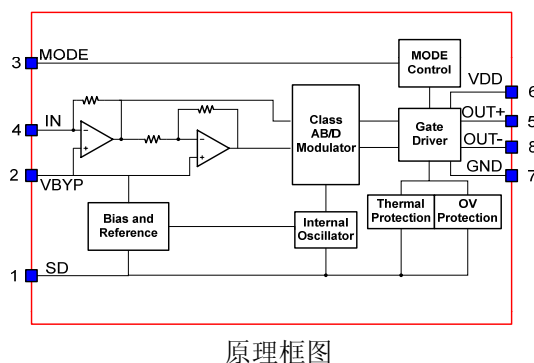 3 MODE
MODE
Control
VDD
6
4 IN
Class
AB/D
Modulator
Gate
Driver
OUT+
5
OUT-
8
2
VBYP
GND
7
Bias and
Reference
Internal
Oscillator
Thermal
Protection
OV
Protection
1 SD
-
+
-
+
原理框图